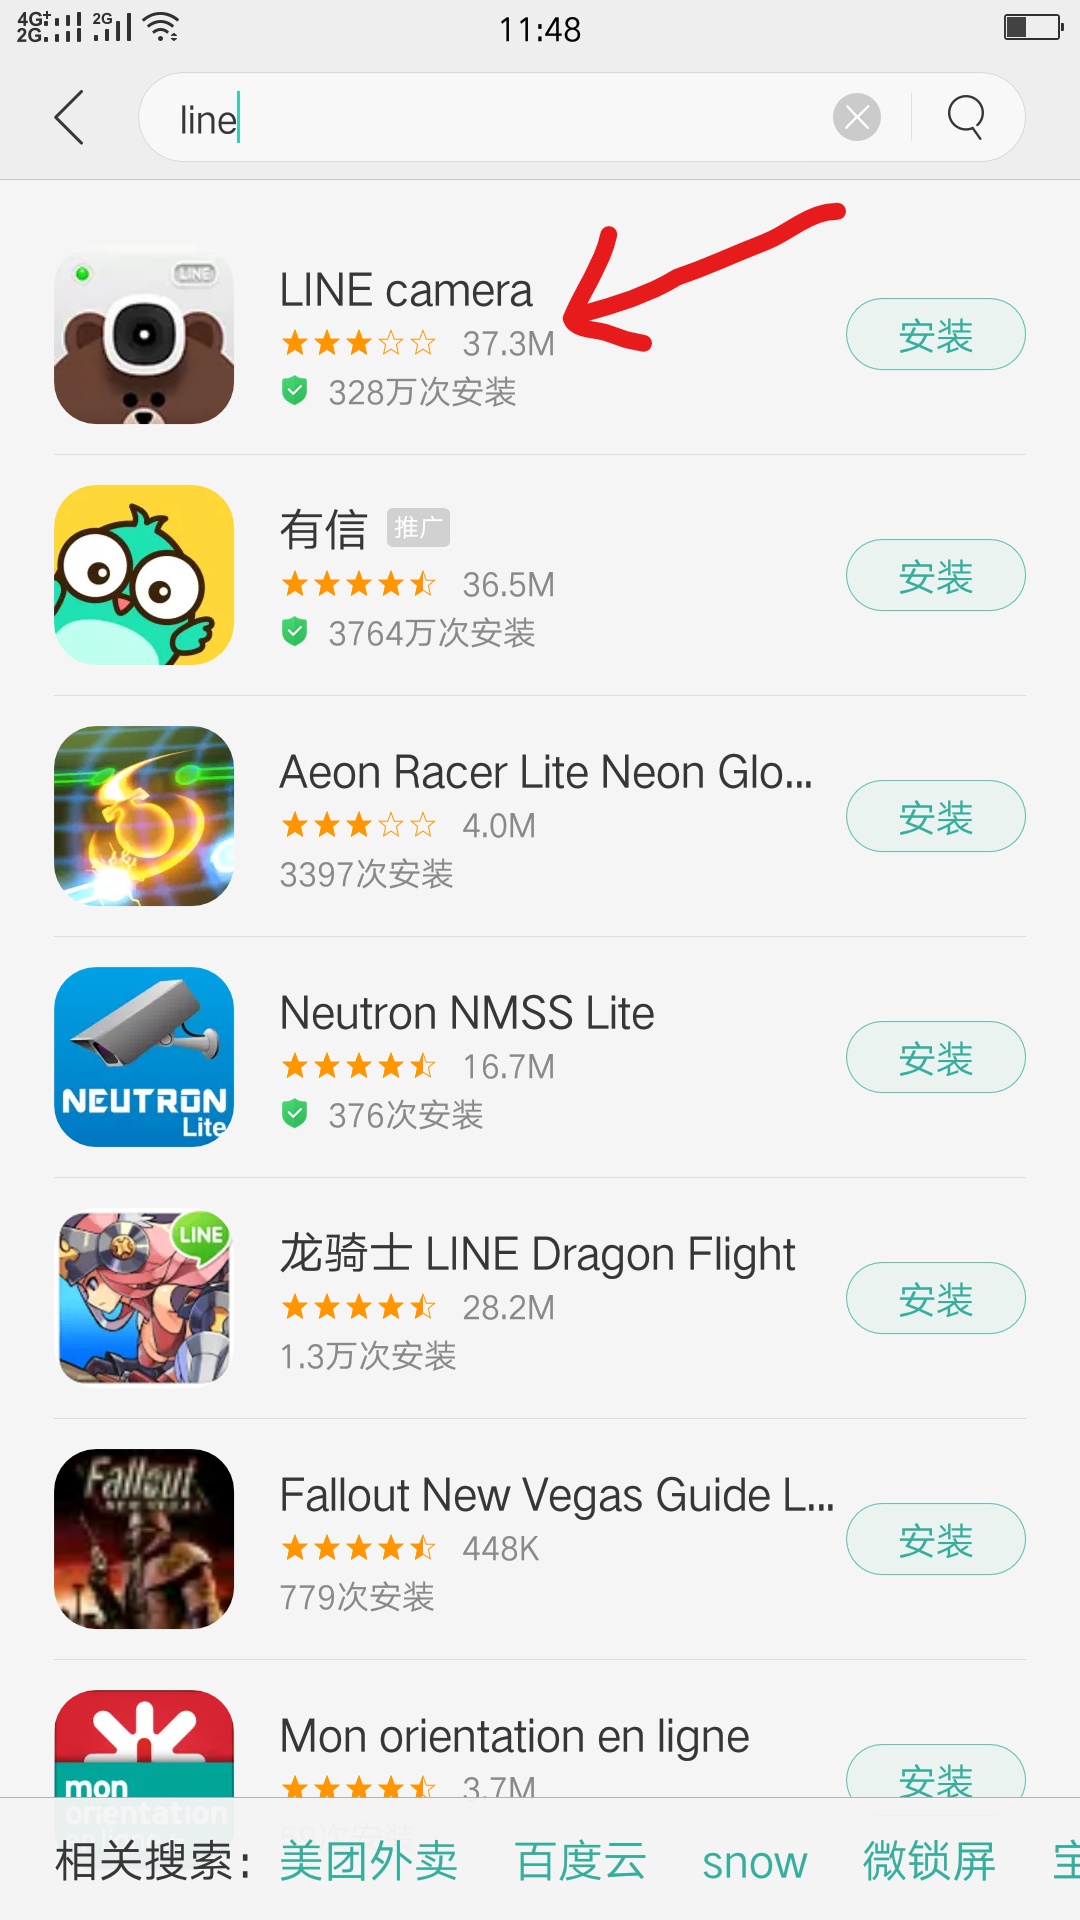 4G+ 2G
2G
11:48
line
LINE
LINE camera
37.3M
328万次安装
安装
有信 推广
36.5M
3764万次安装
安装
Aeon Racer Lite Neon Glo...
4.0M
3397次安装
安装
NEUTRON
Lite
Neutron NMSS Lite
16.7M
376次安装
安装
LINE
龙骑士 LINE Dragon Flight
28.2M
1.3万次安装
安装
Fallout
NEW VEGAS
Fallout New Vegas Guide L...
448K
779次安装
安装
mon
orientation
Mon orientation en ligne
3.7M
安装
相关搜索: 美团外卖 百度云 snow 微锁屏 宝